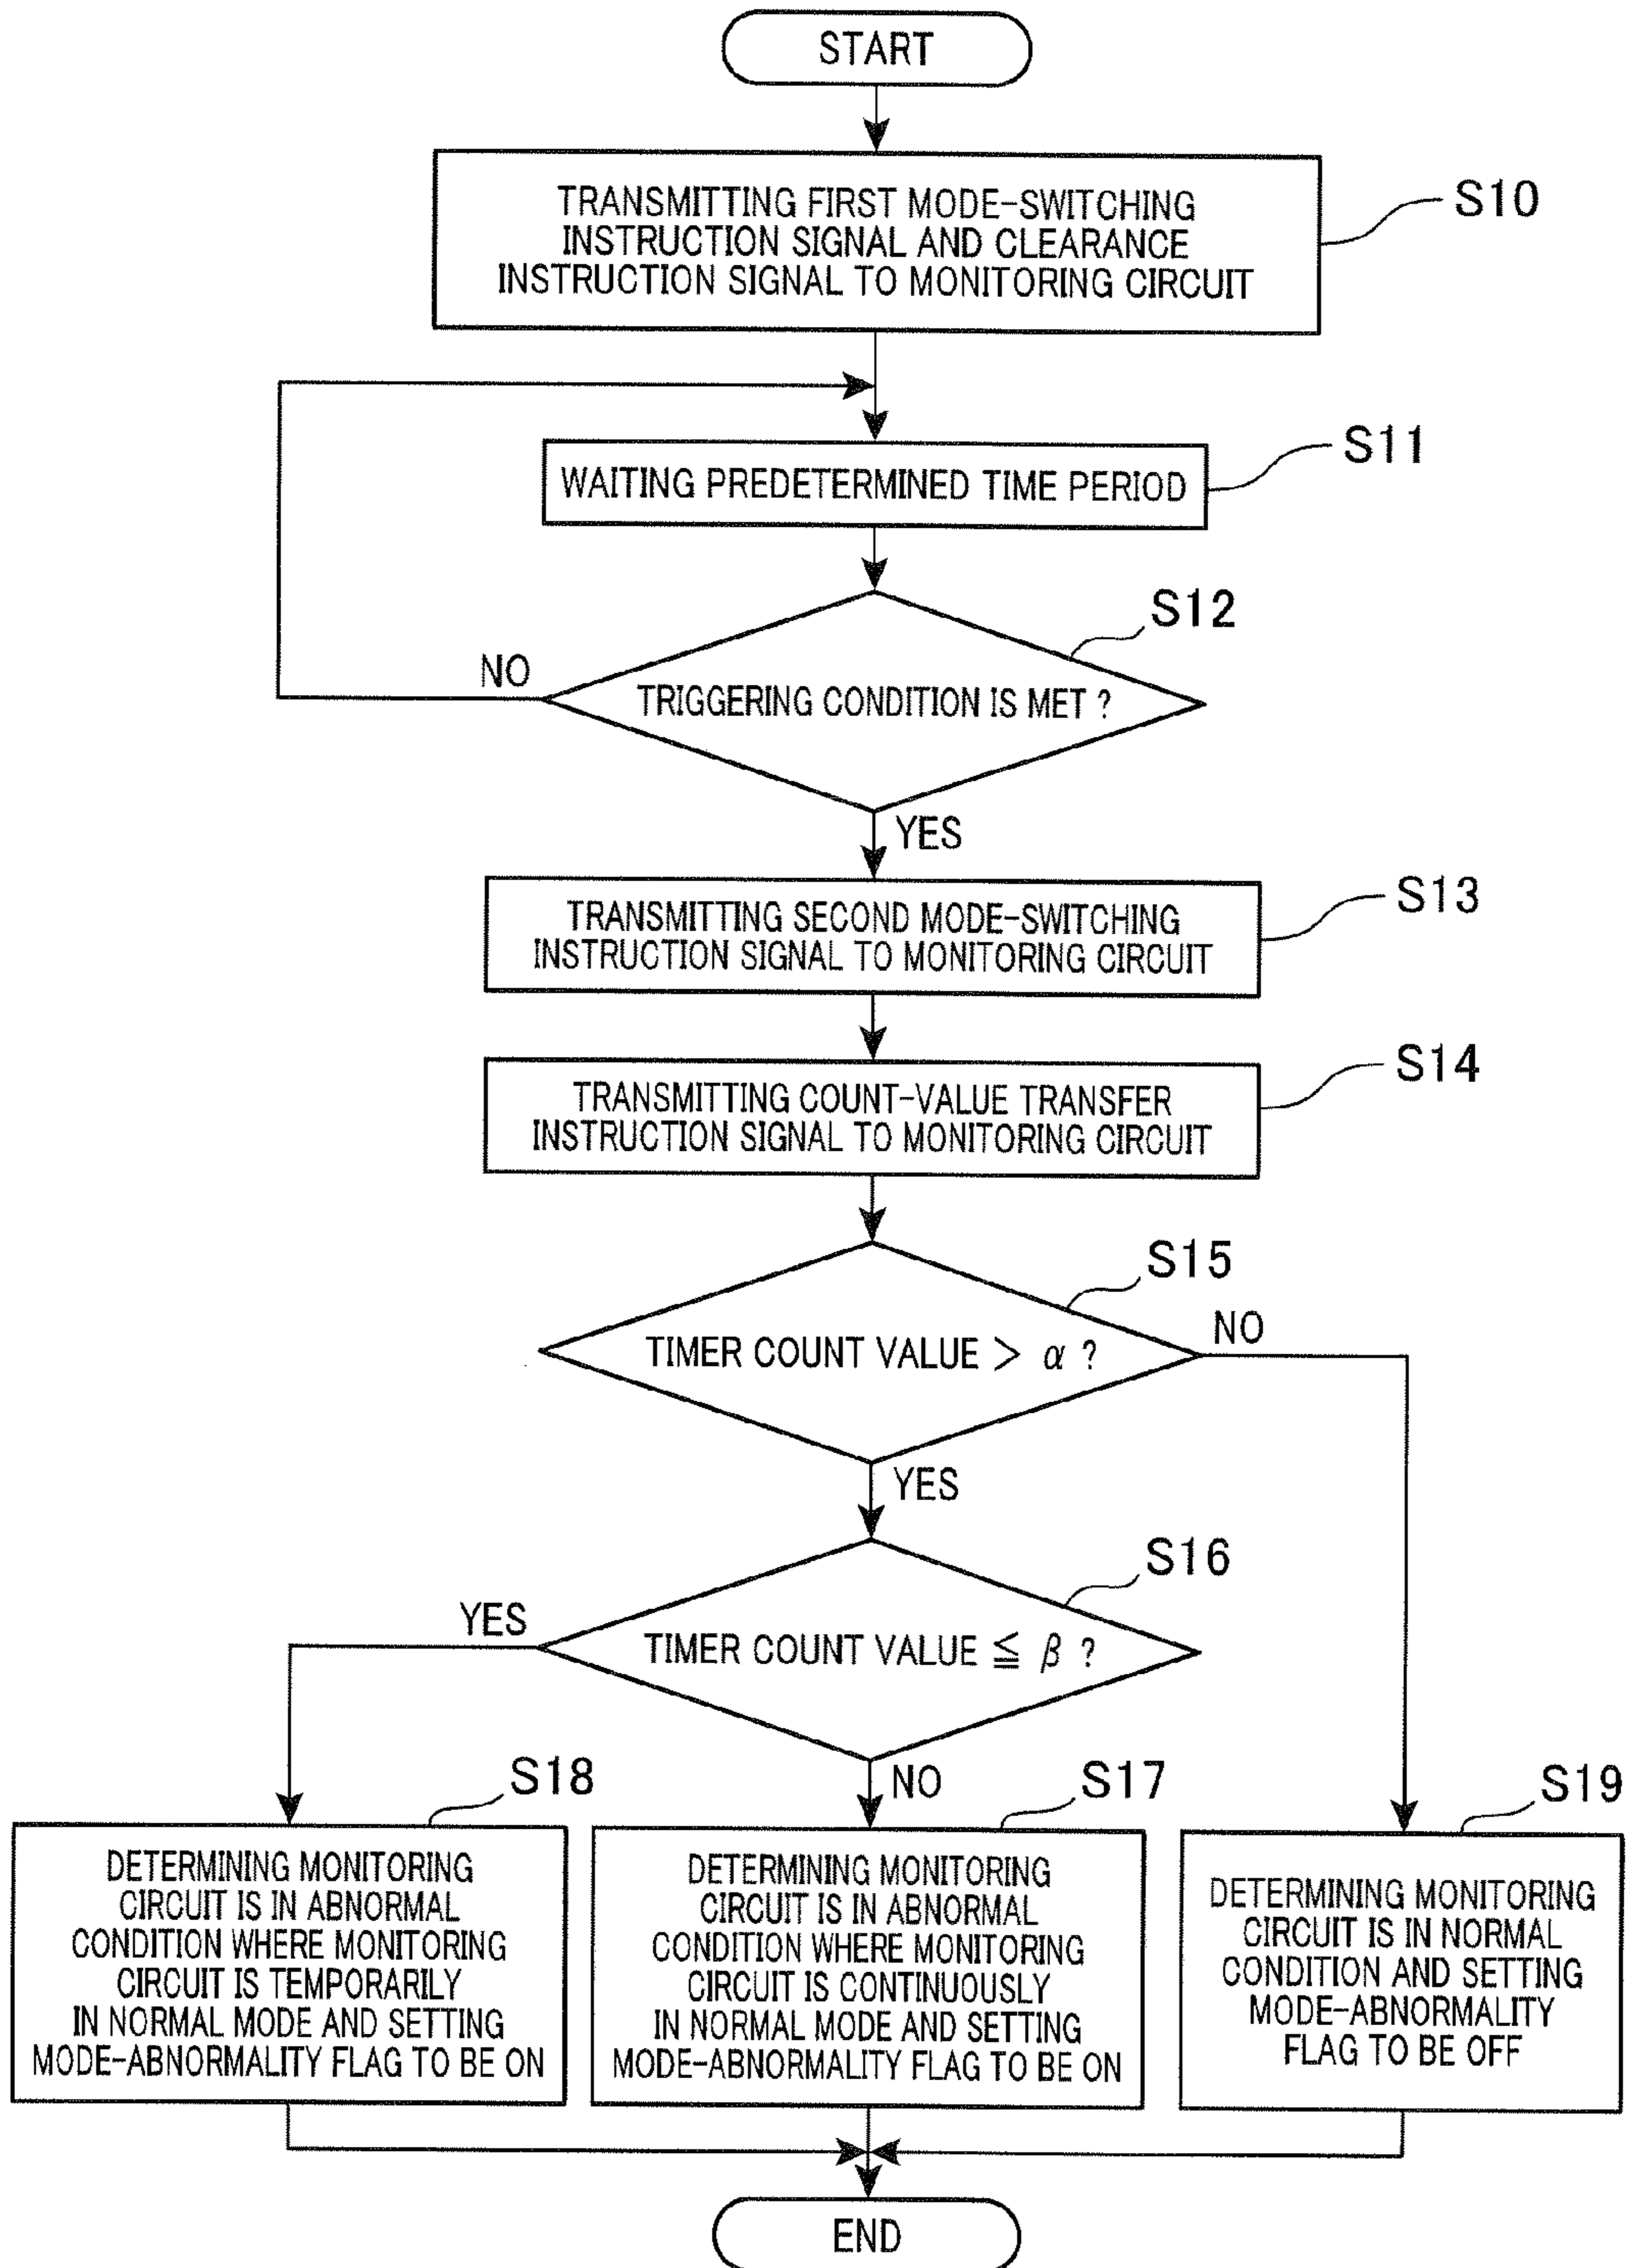 START
TRANSMITTING FIRST MODE-SWITCHING
INSTRUCTION SIGNAL AND CLEARANCE
INSTRUCTION SIGNAL TO MONITORING CIRCUIT
S10
WAITING PREDETERMINED TIME PERIOD
S11
S12
NO
TRIGGERING CONDITION IS MET ?
YES
TRANSMITTING SECOND MODE-SWITCHING
INSTRUCTION SIGNAL TO MONITORING CIRCUIT
S13
TRANSMITTING COUNT-VALUE TRANSFER
INSTRUCTION SIGNAL TO MONITORING CIRCUIT
S14
S15
TIMER COUNT VALUE > α ?
NO
YES
S16
YES
TIMER COUNT VALUE ≦ β ?
NO
S18
DETERMINING MONITORING
CIRCUIT IS IN ABNORMAL
CONDITION WHERE MONITORING
CIRCUIT IS TEMPORARILY
IN NORMAL MODE AND SETTING
MODE-ABNORMALITY FLAG TO BE ON
S17
DETERMINING MONITORING
CIRCUIT IS IN ABNORMAL
CONDITION WHERE MONITORING
CIRCUIT IS CONTINUOUSLY
IN NORMAL MODE AND SETTING
MODE-ABNORMALITY FLAG TO BE ON
S19
DETERMINING MONITORING
CIRCUIT IS IN NORMAL
CONDITION AND SETTING
MODE-ABNORMALITY
FLAG TO BE OFF
END